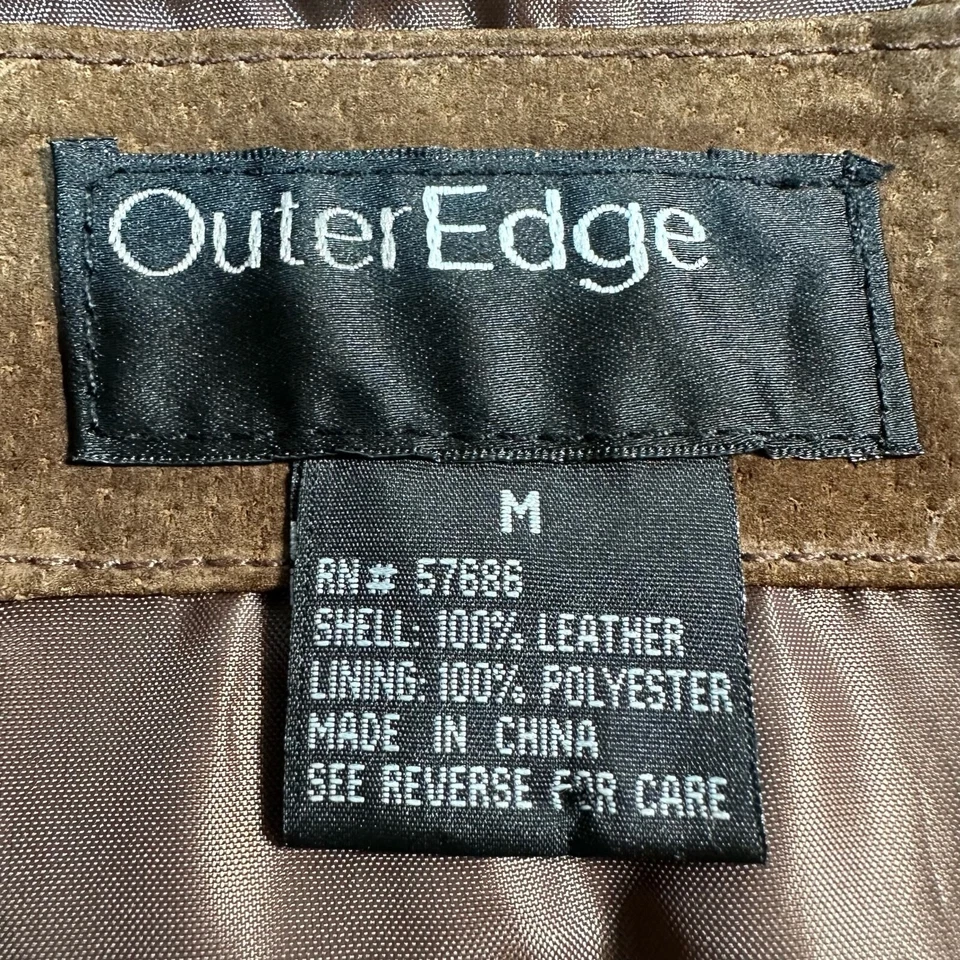 OuterEdge
M
RN# 57686
SHELL: 100% LEATHER
LINING: 100% POLYESTER
MADE IN CHINA
SEE REVERSE FOR CARE